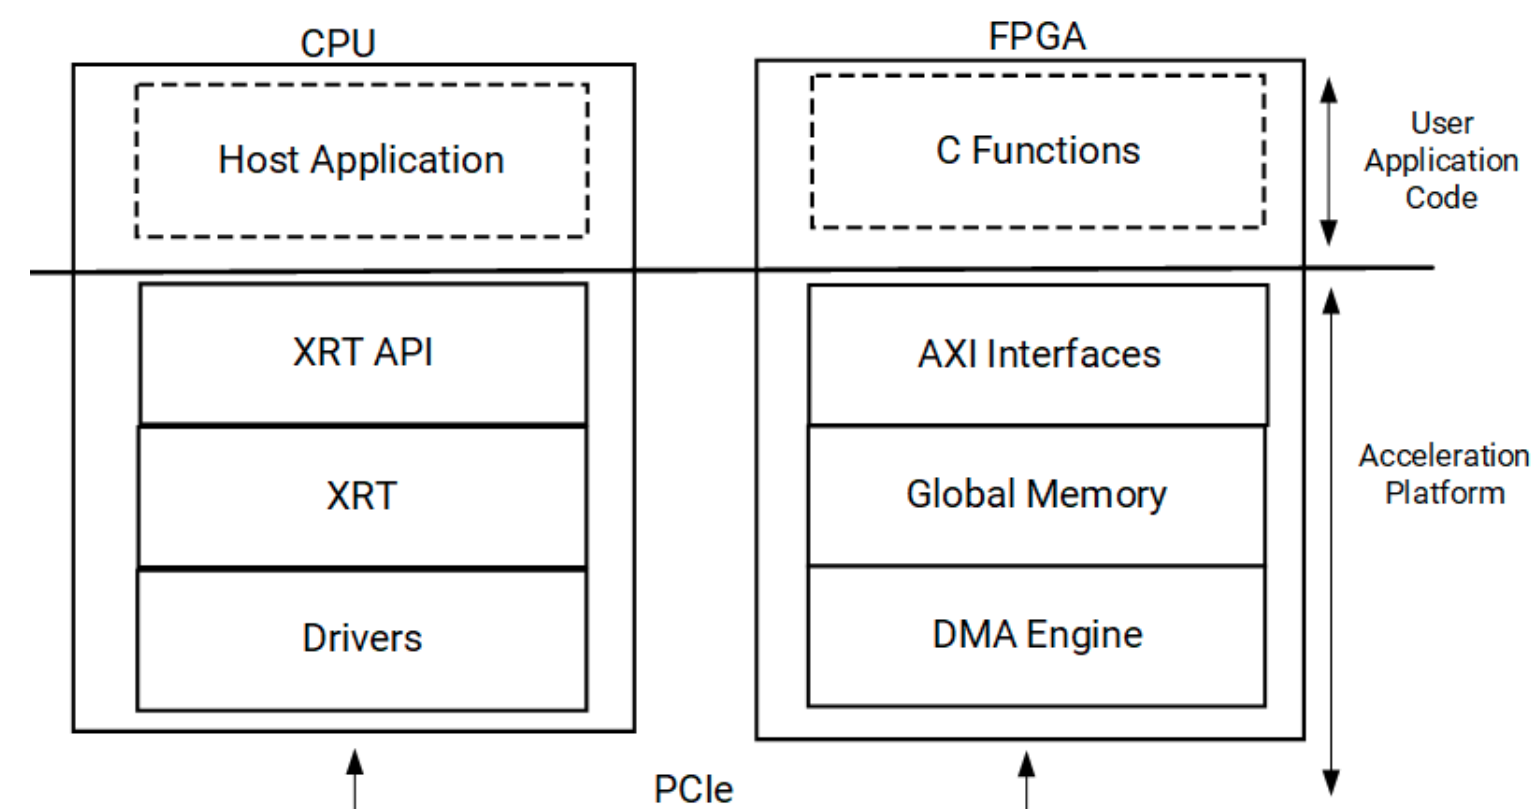 CPU
Host Application
XRT API
XRT
Drivers
PCIe
FPGA
C Functions
AXI Interfaces
Global Memory
DMA Engine
User
Application
Code
Acceleration
Platform